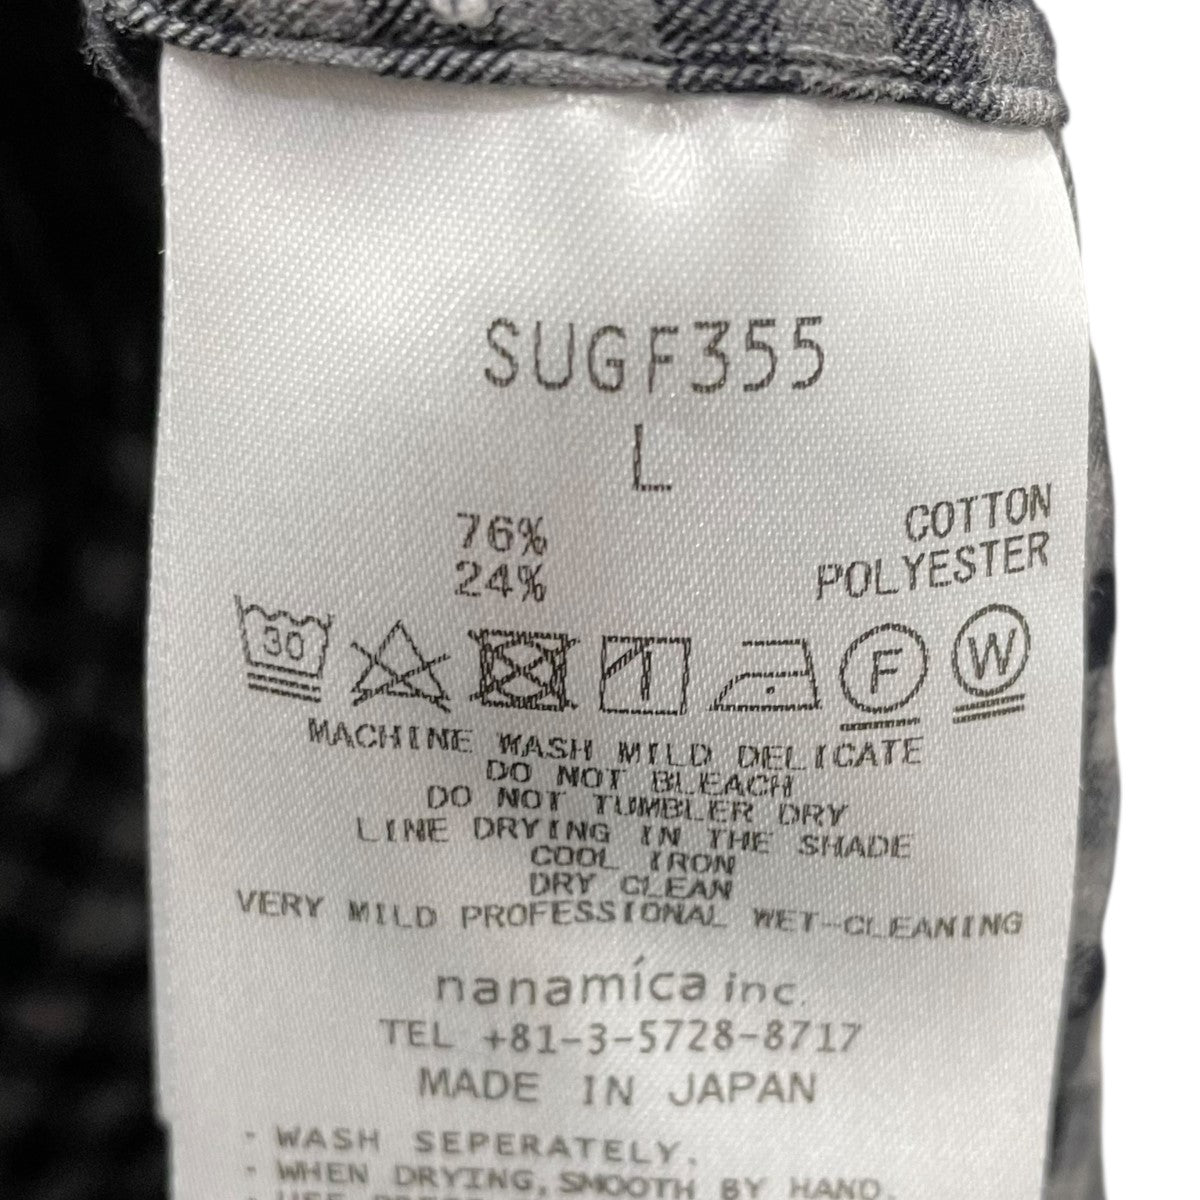 SUGF355
L
76% COTTON
24% POLYESTER
30 F W
MACHINE WASH MILD DELICATE
DO NOT BLEACH
DO NOT TUMBLER DRY
LINE DRYING IN THE SHADE
COOL IRON
DRY CLEAN
VERY MILD PROFESSIONAL WET-CLEANING
nanamíca inc.
TEL +81-3-5728-8717
MADE IN JAPAN
· WASH SEPERATELY.
· WHEN DRYING, SMOOTH BY HAND.